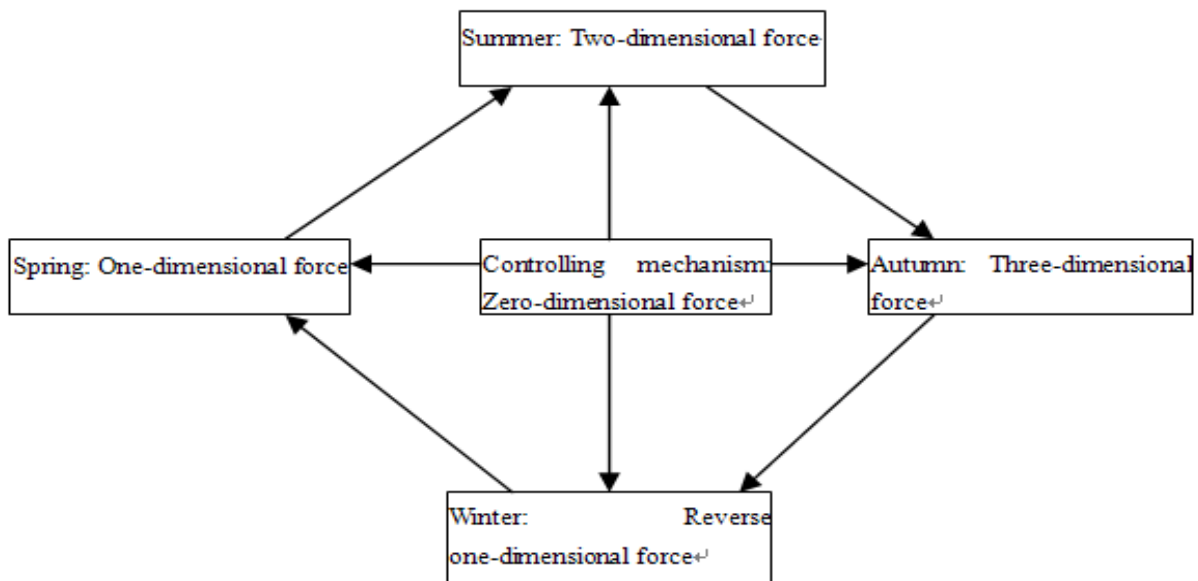 Summer: Two-dimensional force
Spring: One-dimensional force
Controlling mechanism:
Zero-dimensional force↵
Autumn: Three-dimensional
force↵
Winter: Reverse
one-dimensional force↵